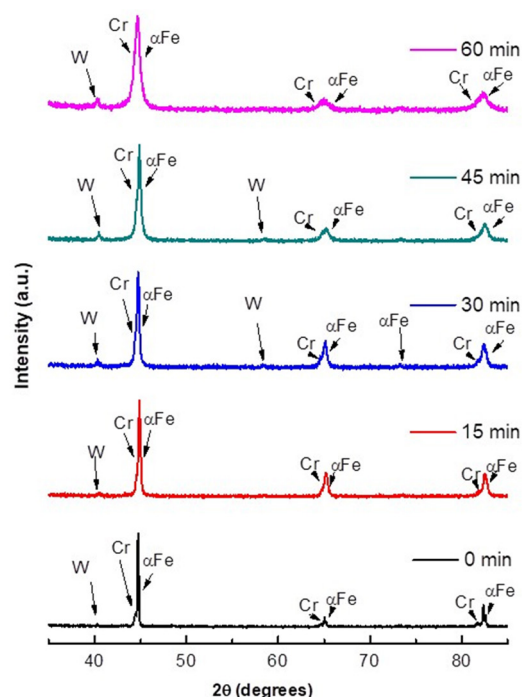 Cr
αFe
60 min
W
Cr
αFe
Cr
αFe
Cr
αFe
45 min
W
W
Cr
αFe
Cr
αFe
Cr
αFe
30 min
W
W
Cr
αFe
αFe
Cr
αFe
Cr
αFe
15 min
W
Cr
αFe
Cr
αFe
Cr
αFe
0 min
W
Cr
αFe
Cr
αFe
Intensity (a.u.)
40 50 60 70 80
2θ (degrees)